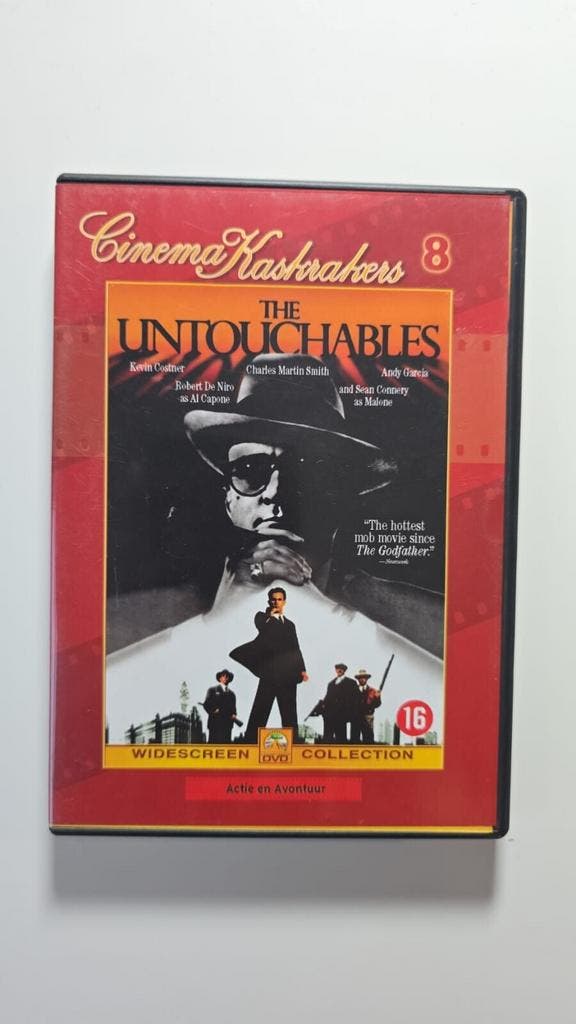 Cinema Kaskrakers 8
THE
UNTOUCHABLES
Kevin Costner Charles Martin Smith Andy Garcia
Robert De Niro and Sean Connery
as Al Capone as Malone
“The hottest
mob movie since
The Godfather.”
—Newsweek
16
WIDESCREEN DVD COLLECTION
Actie en Avontuur